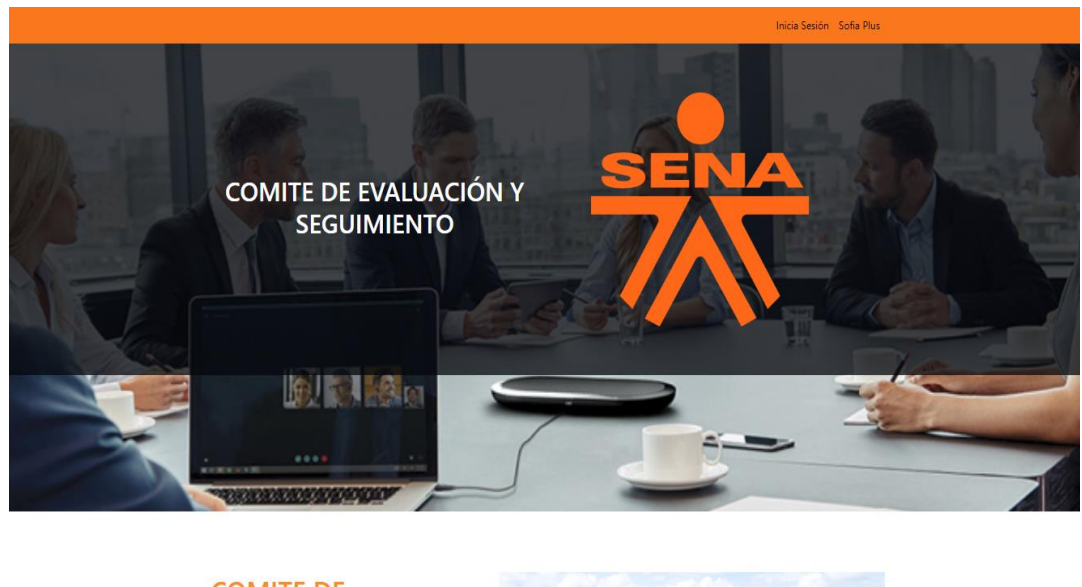 Inicia Sesión Sofia Plus
COMITE DE EVALUACIÓN Y
SEGUIMIENTO
SENA
COMITE DE